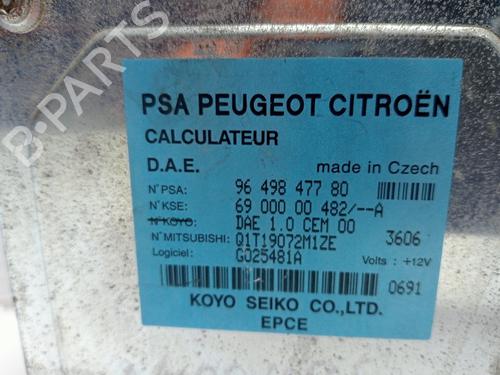 B-PARTS
PSA PEUGEOT CITROËN
CALCULATEUR
D.A.E. made in Czech
N°PSA: 96 498 477 80
N°KSE: 69 000 00 482/--A
N°KOYO: DAE 1.0 CEM 00
N°MITSUBISHI: Q1T19072M1ZE 3606
Logiciel: G025481A Volts : +12V
0691
KOYO SEIKO CO.,LTD.
EPCE